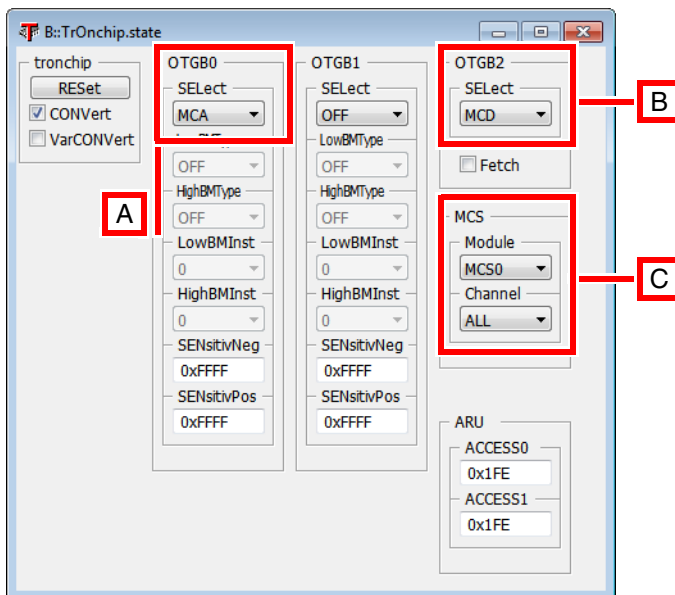 B::TrOnchip.state
tronchip
RESet
CONVert
VarCONVert
OTGB0
SELect
MCA
OFF
HighBMType
OFF
LowBMInst
0
HighBMInst
0
SENsitivNeg
0xFFFF
SENsitivPos
0xFFFF
OTGB1
SELect
OFF
LowBMType
OFF
HighBMType
OFF
LowBMInst
0
HighBMInst
0
SENsitivNeg
0xFFFF
SENsitivPos
0xFFFF
OTGB2
SELect
MCD
Fetch
MCS
Module
MCS0
Channel
ALL
ARU
ACCESS0
0x1FE
ACCESS1
0x1FE
A
B
C